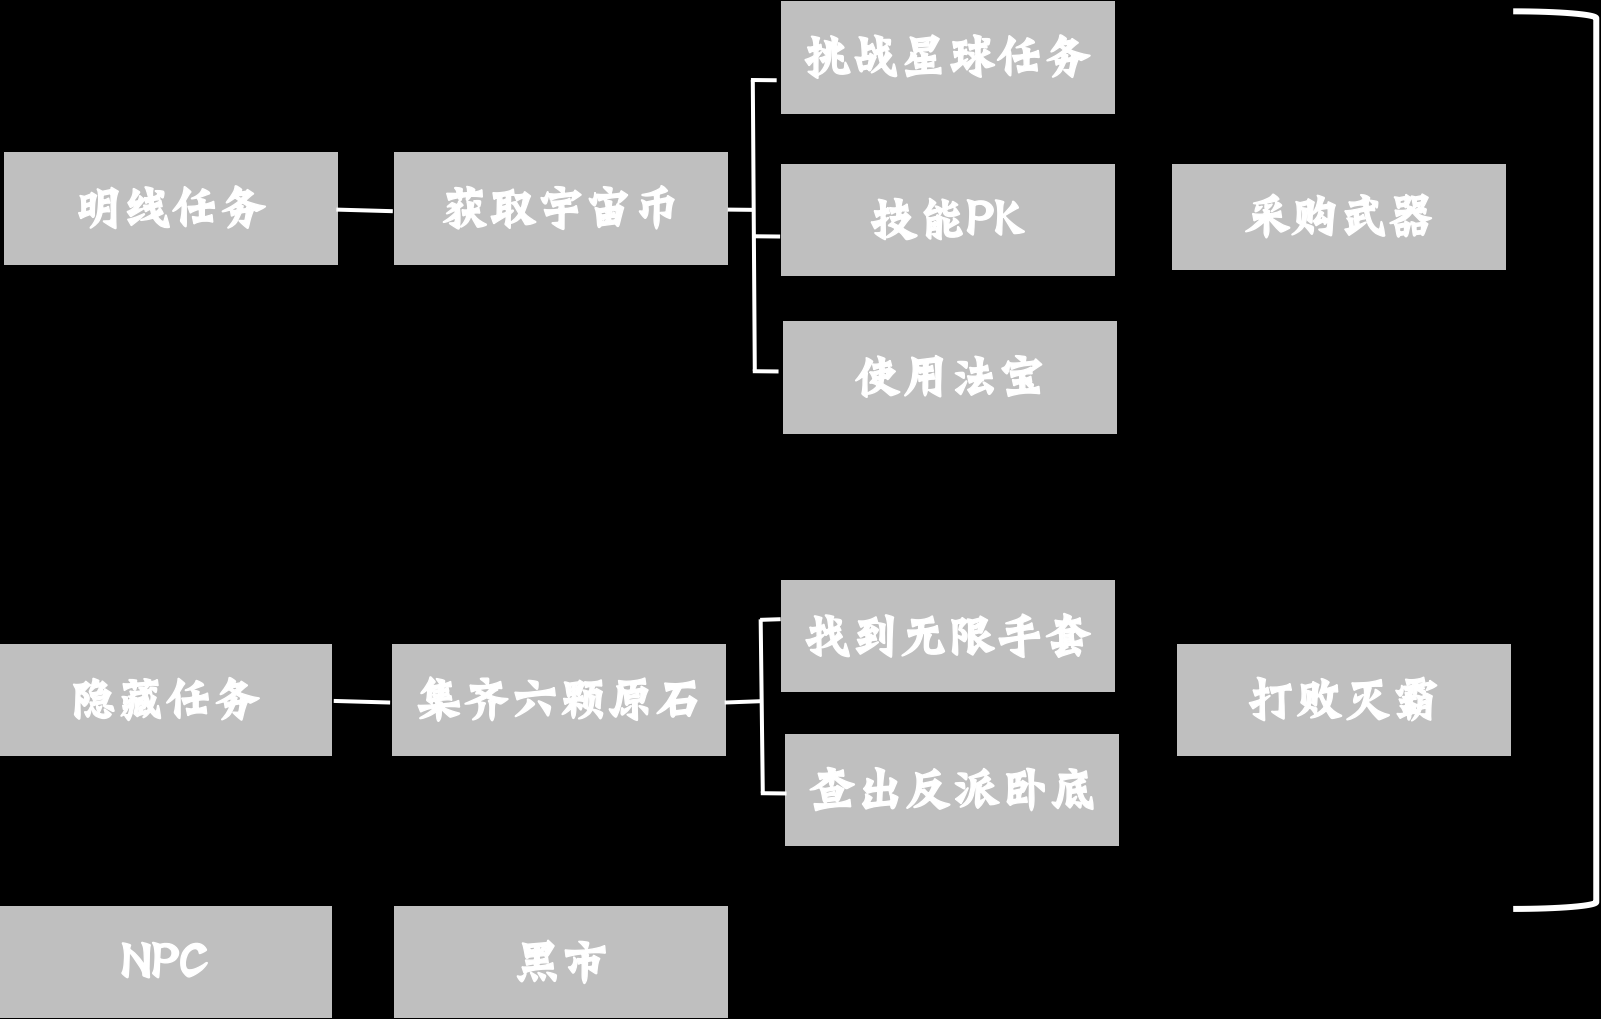 挑战星球任务
明线任务
获取宇宙币
技能PK
采购武器
使用法宝
找到无限手套
隐藏任务
集齐六颗原石
打败灭霸
查出反派卧底
NPC
黑市